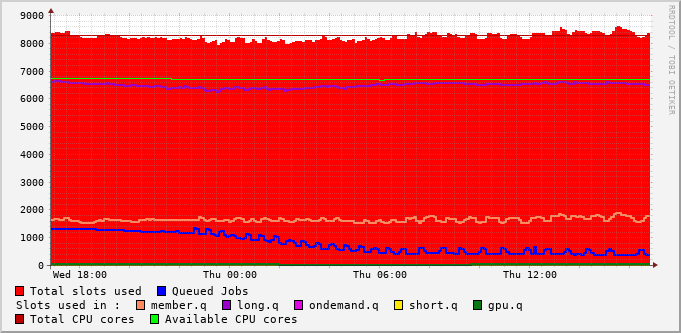 9000
8000
7000
6000
5000
4000
3000
2000
1000
0
Wed 18:00 Thu 00:00 Thu 06:00 Thu 12:00
RRDTOOL / TOBI OETIKER
Total slots used Queued Jobs
Slots used in : member.q long.q ondemand.q short.q gpu.q
Total CPU cores Available CPU cores